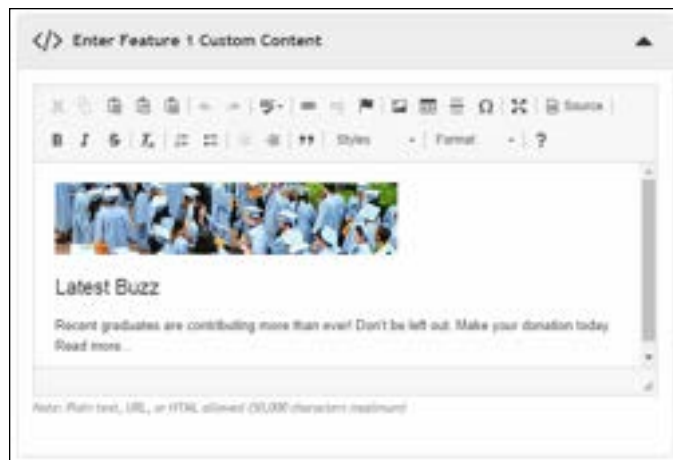 </> Enter Feature 1 Custom Content
Source
B I S Tx Styles Format ?
Latest Buzz
Recent graduates are contributing more than ever! Don't be left out. Make your donation today.
Read more...
Note: Plain text, URL, or HTML allowed (50,000 characters maximum)